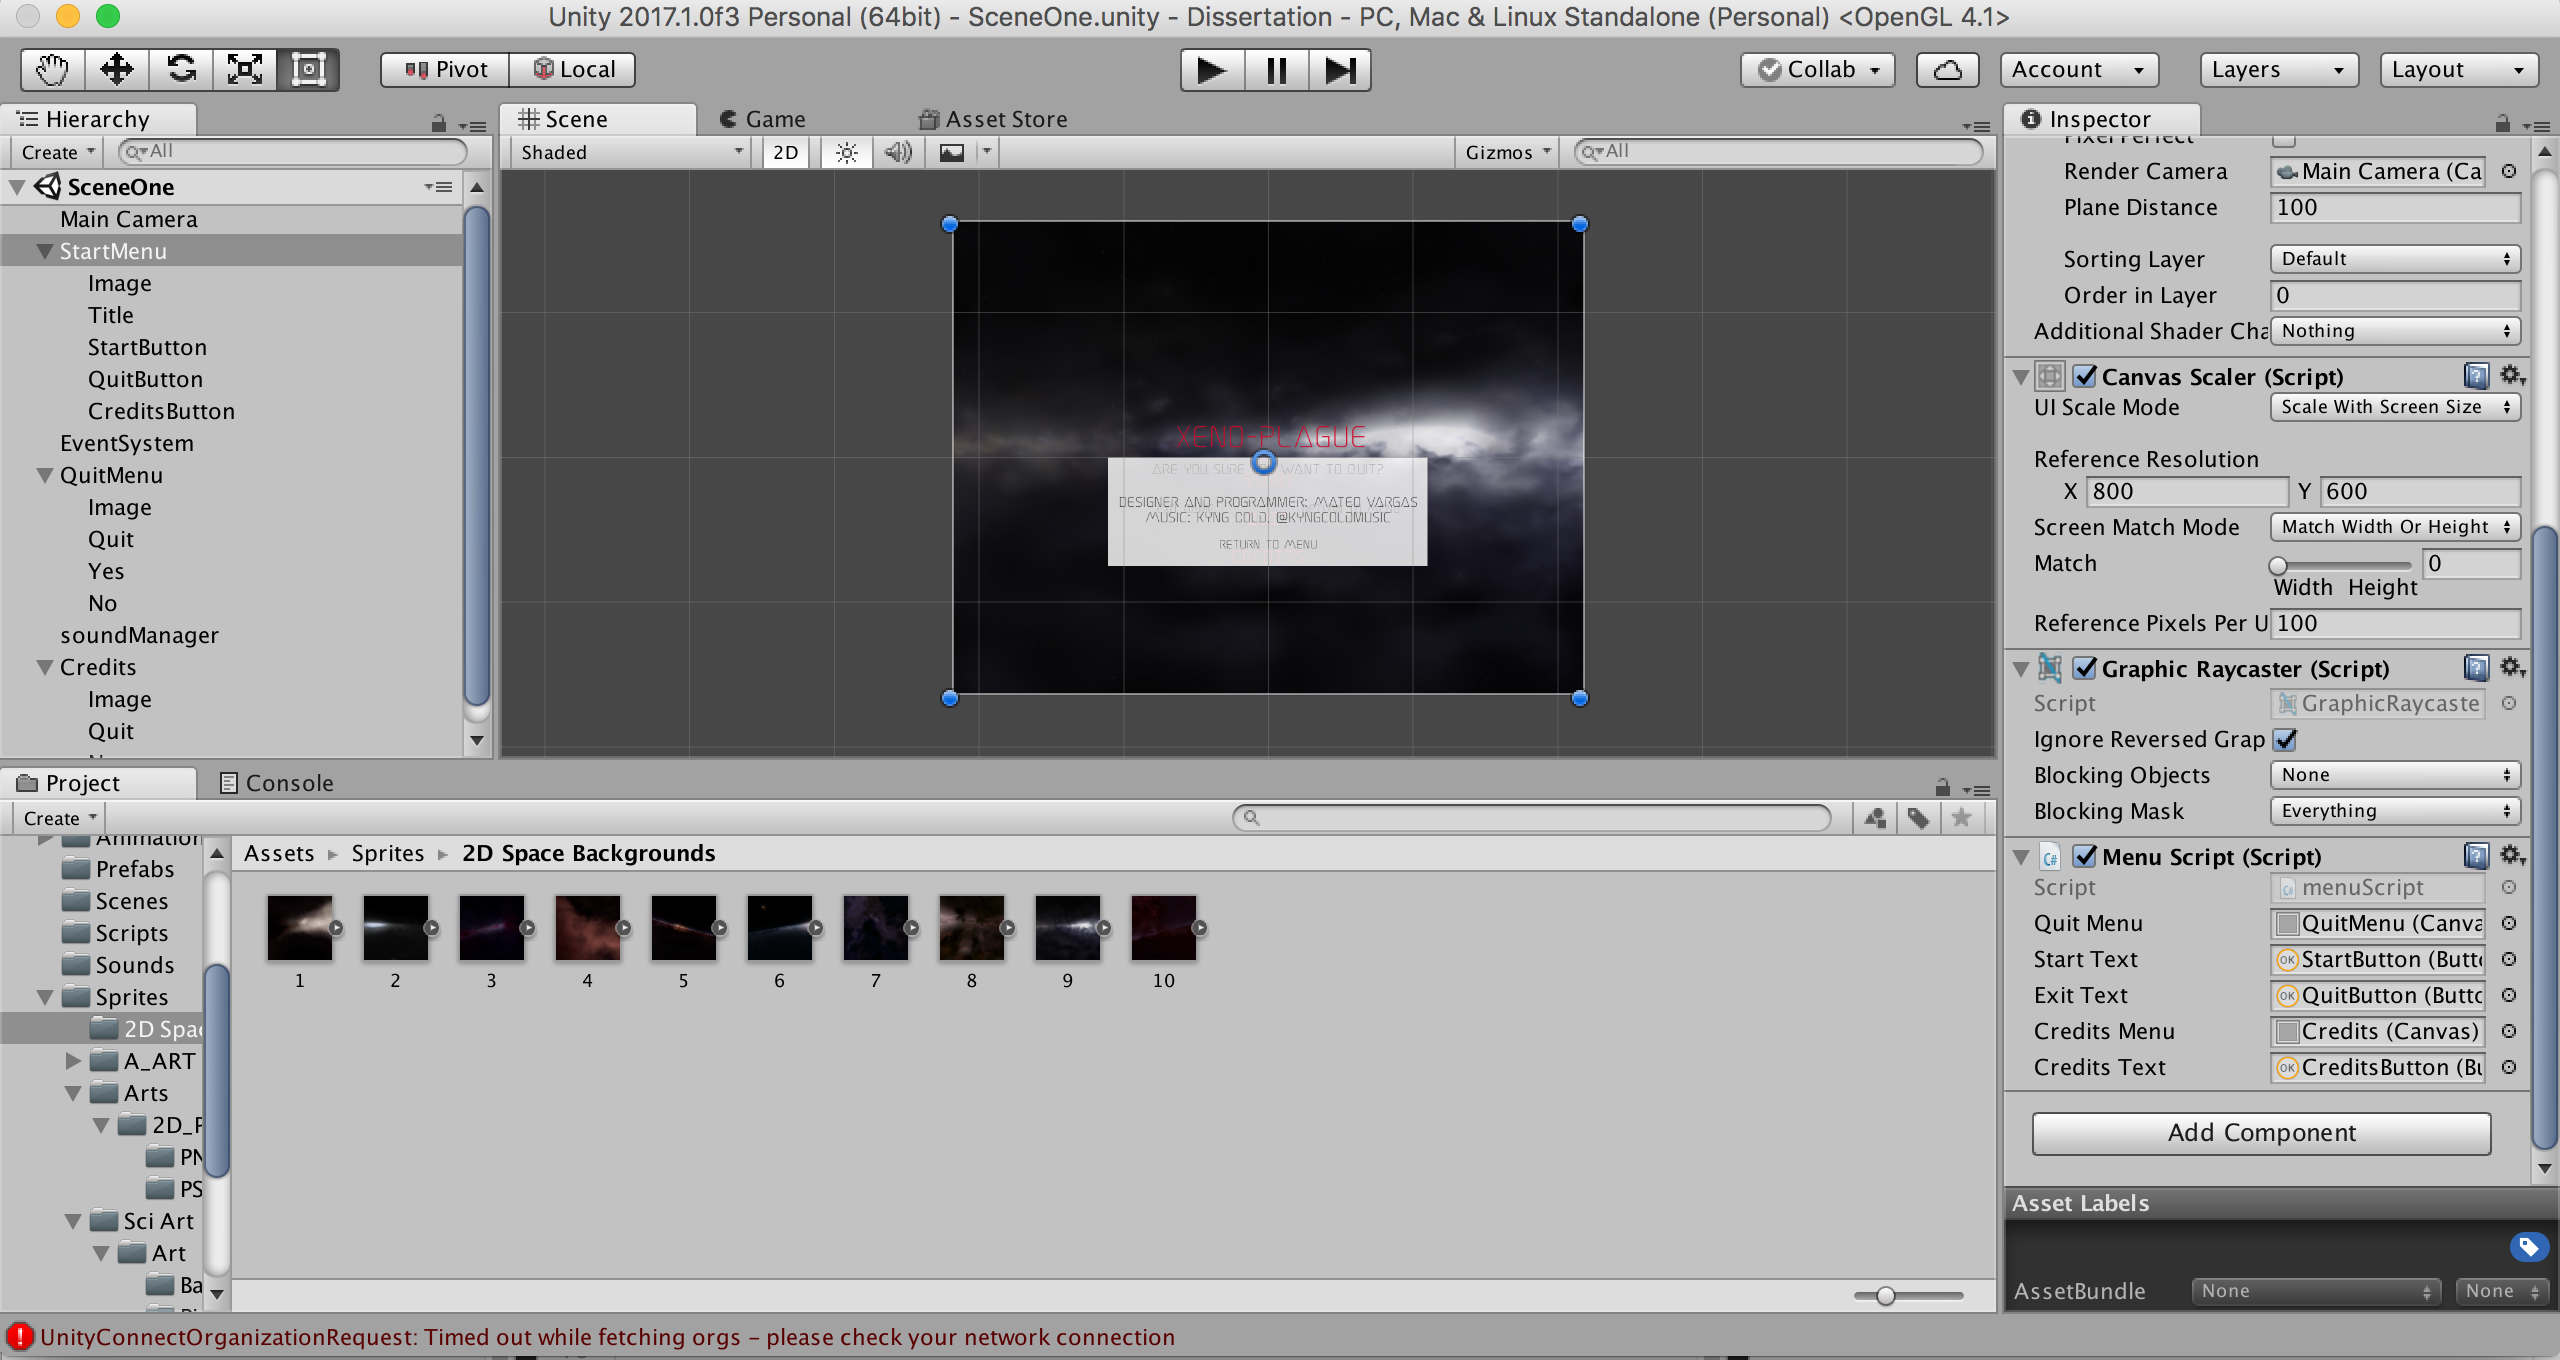 Unity 2017.1.0f3 Personal (64bit) - SceneOne.unity - Dissertation - PC, Mac & Linux Standalone (Personal) <OpenGL 4.1>
Pivot Local Collab Account Layers Layout
Hierarchy
Create All
SceneOne
Main Camera
StartMenu
Image
Title
StartButton
QuitButton
CreditsButton
EventSystem
QuitMenu
Image
Quit
Yes
No
soundManager
Credits
Image
Quit
Scene Game Asset Store
Shaded 2D Gizmos All
XENO-PLAGUE
ARE YOU SURE WANT TO QUIT?
DESIGNER AND PROGRAMMER: MATEO VARGAS
MUSIC: KYNG COLD, @KYNGCOLDMUSIC
RETURN TO MENU
Inspector
Pixel Perfect
Render Camera Main Camera (Ca
Plane Distance 100
Sorting Layer Default
Order in Layer 0
Additional Shader Cha Nothing
Canvas Scaler (Script)
UI Scale Mode Scale With Screen Size
Reference Resolution
X 800 Y 600
Screen Match Mode Match Width Or Height
Match 0
Width Height
Reference Pixels Per U 100
Graphic Raycaster (Script)
Script GraphicRaycaste
Ignore Reversed Grap
Blocking Objects None
Blocking Mask Everything
C# Menu Script (Script)
Script menuScript
Quit Menu QuitMenu (Canva
Start Text OK StartButton (Butt
Exit Text OK QuitButton (Butto
Credits Menu Credits (Canvas)
Credits Text OK CreditsButton (Bu
Add Component
Asset Labels
AssetBundle None None
Project Console
Create
Animation
Prefabs
Scenes
Scripts
Sounds
Sprites
2D Spac
A_ART
Arts
2D_P
PN
PS
Sci Art
Art
Ba
Assets Sprites 2D Space Backgrounds
1 2 3 4 5 6 7 8 9 10
UnityConnectOrganizationRequest: Timed out while fetching orgs - please check your network connection